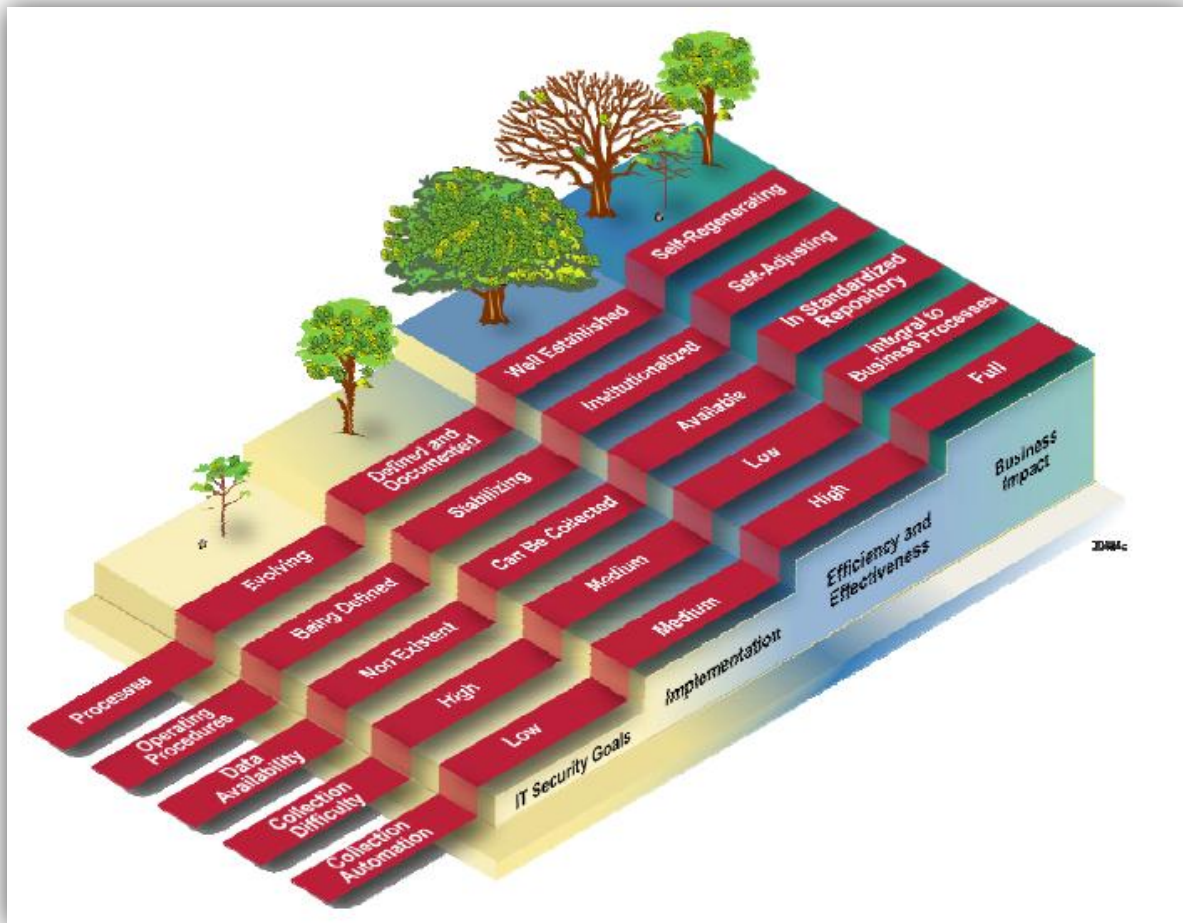 Self-Regenerating
Self-Adjusting
In Standardized
Repository
Integral to
Business Processes
Full
Well Established
Institutionalized
Available
Low
High
Defined and
Documented
Stabilizing
Can Be Collected
Medium
Medium
Evolving
Being Defined
Non Existent
High
Low
Processes
Operating
Procedures
Data
Availability
Collection
Difficulty
Collection
Automation
IT Security Goals
Implementation
Efficiency and
Effectiveness
Business
Impact